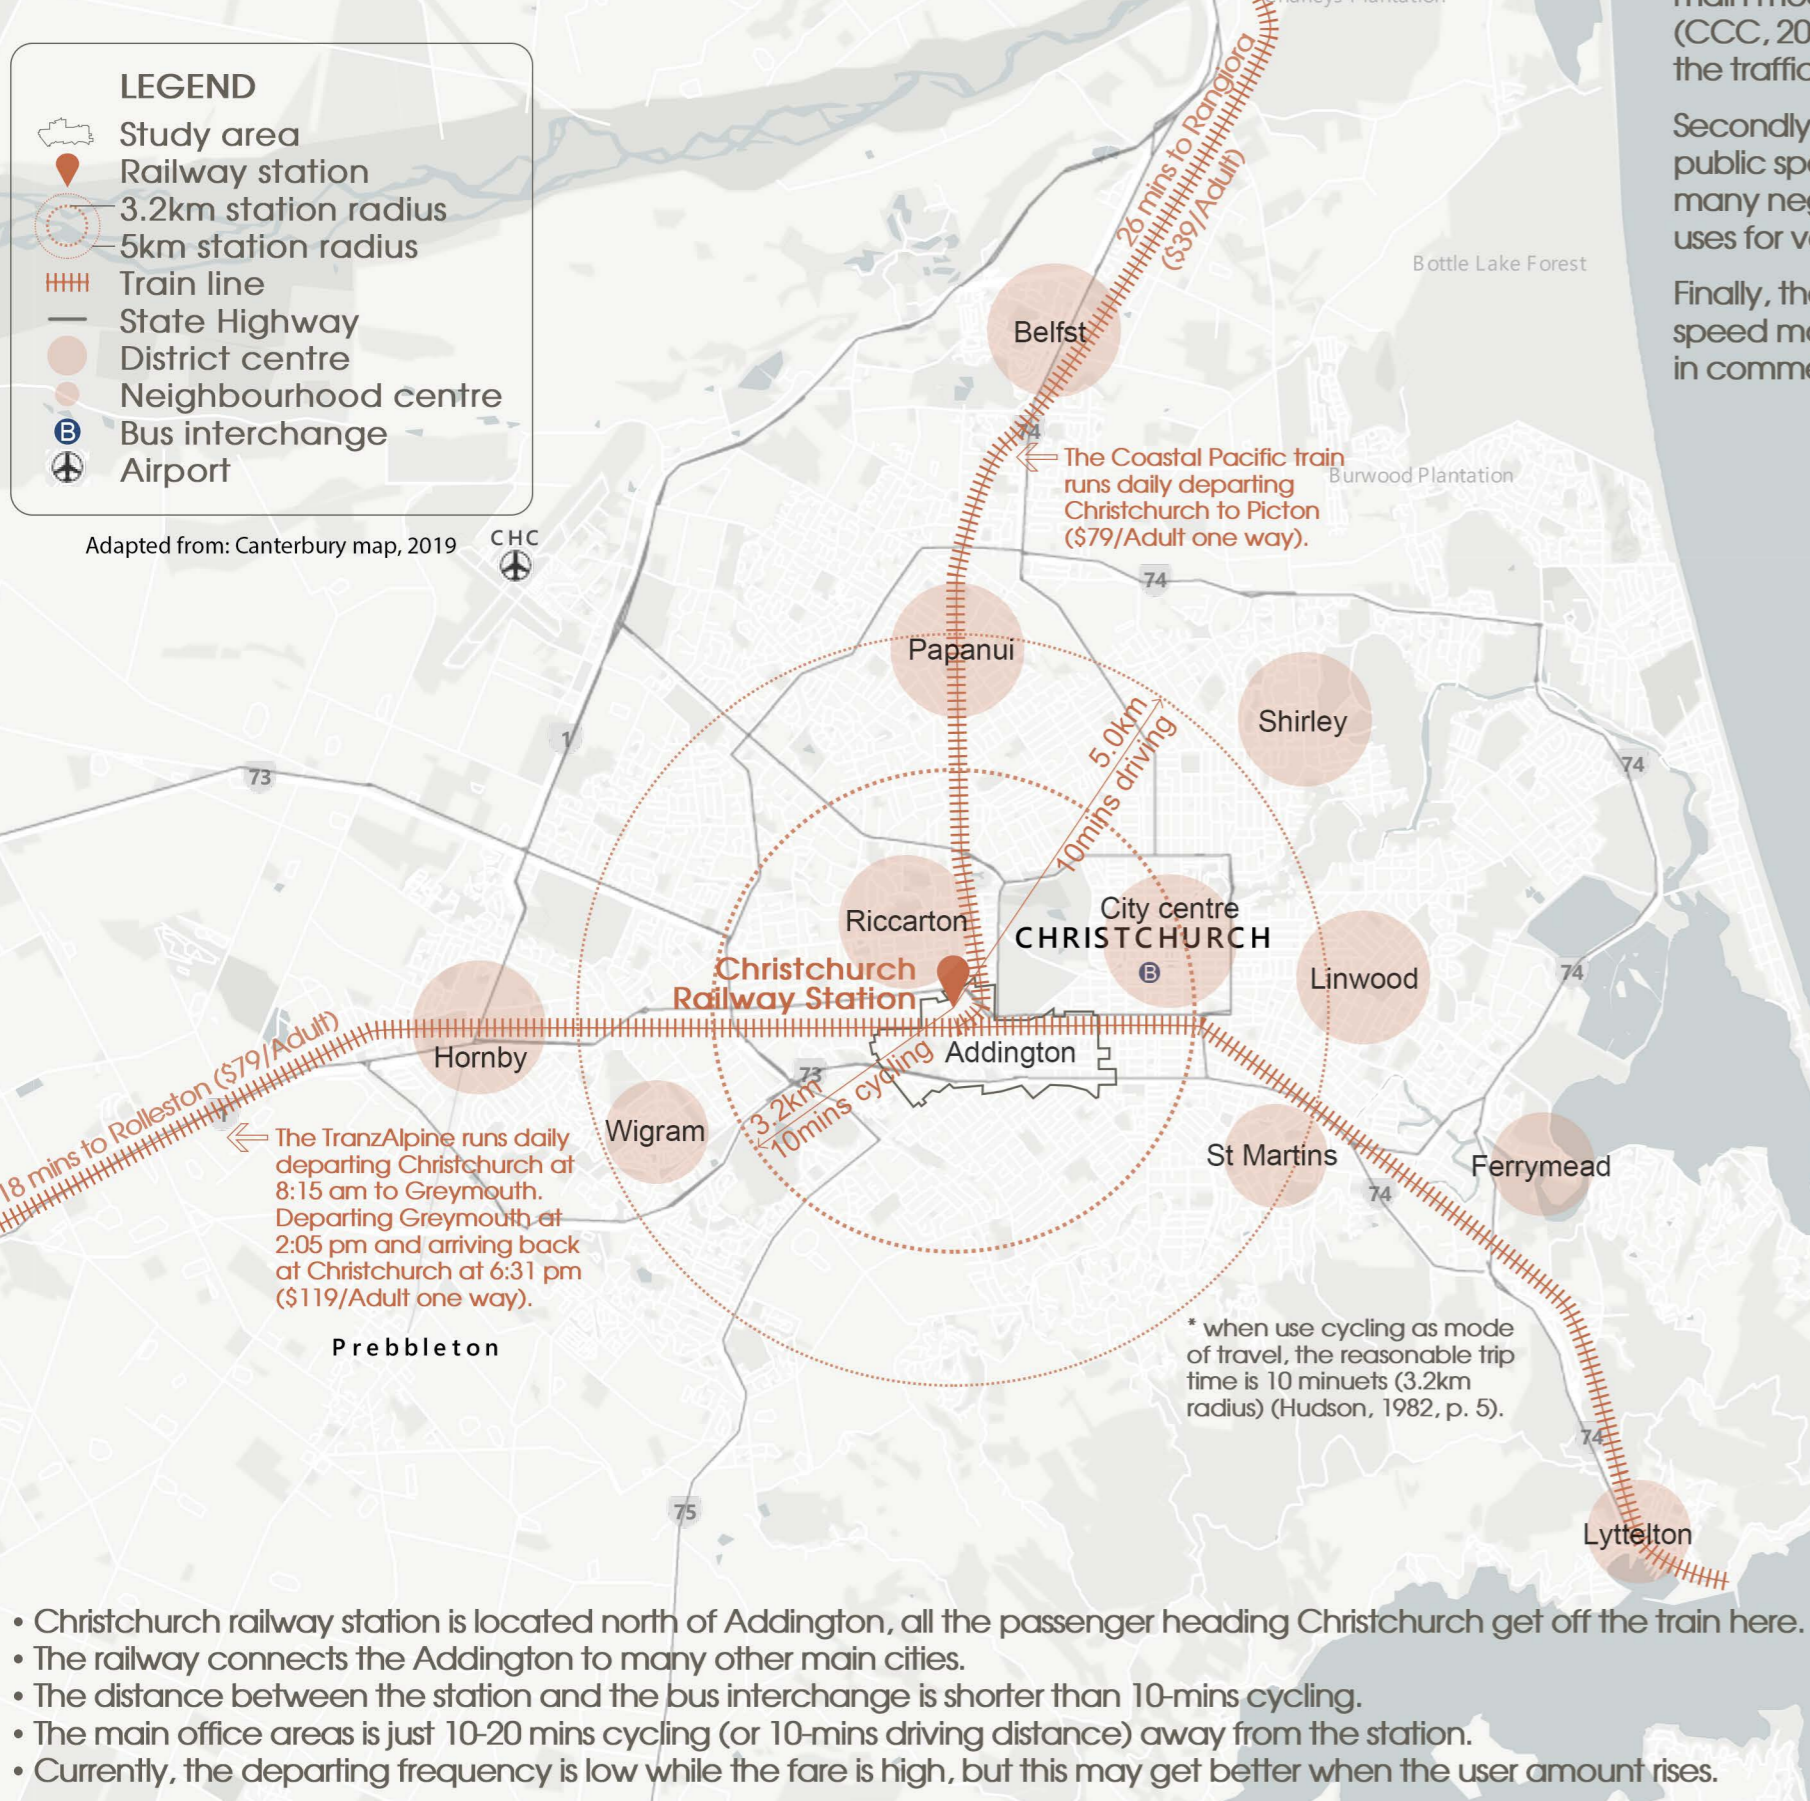 LEGEND
Study area
Railway station
3.2km station radius
5km station radius
Train line
State Highway
District centre
Neighbourhood centre
B Bus interchange
Airport
Adapted from: Canterbury map, 2019
CHC
(CCC, 20
the traffic
Secondly
public spe
many neg
uses for v
Finally, the
speed mo
in comme
26 mins to Rangiora
($39/Adult)
Bottle Lake Forest
Belfst
74
The Coastal Pacific train
runs daily departing
Christchurch to Picton
($79/Adult one way).
Burwood Plantation
74
Papanui
Shirley
5.0km
10mins driving
1
73
74
Riccarton
City centre
CHRISTCHURCH
B
Linwood
74
Christchurch
Railway Station
Hornby
Addington
73
3.2km
10mins cycling
18 mins to Rolleston ($79/Adult)
1
The TranzAlpine runs daily
departing Christchurch at
8:15 am to Greymouth.
Departing Greymouth at
2:05 pm and arriving back
at Christchurch at 6:31 pm
($119/Adult one way).
Wigram
St Martins
Ferrymead
74
Prebbleton
* when use cycling as mode
of travel, the reasonable trip
time is 10 minuets (3.2km
radius) (Hudson, 1982, p. 5).
74
75
Lyttelton
• Christchurch railway station is located north of Addington, all the passenger heading Christchurch get off the train here.
• The railway connects the Addington to many other main cities.
• The distance between the station and the bus interchange is shorter than 10-mins cycling.
• The main office areas is just 10-20 mins cycling (or 10-mins driving distance) away from the station.
• Currently, the departing frequency is low while the fare is high, but this may get better when the user amount rises.